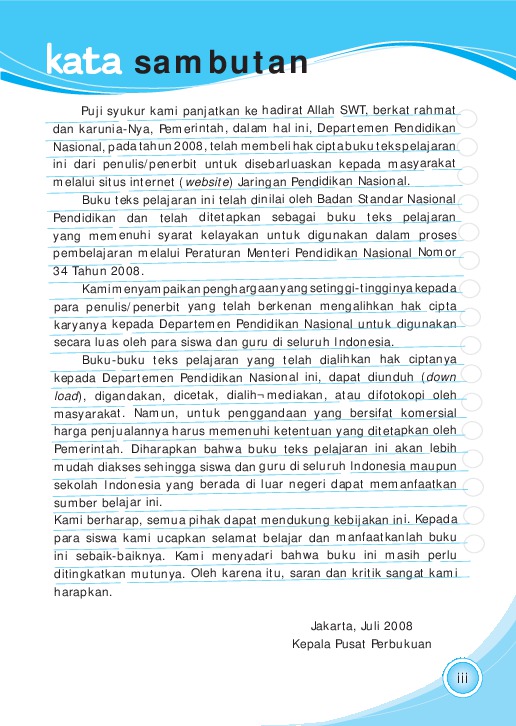 kata sambutan
Puji syukur kami panjatkan ke hadirat Allah SWT, berkat rahmat
dan karunia-Nya, Pemerintah, dalam hal ini, Departemen Pendidikan
Nasional, pada tahun 2008, telah membeli hak cipta buku teks pelajaran
ini dari penulis/penerbit untuk disebarluaskan kepada masyarakat
melalui situs internet (website) Jaringan Pendidikan Nasional.
Buku teks pelajaran ini telah dinilai oleh Badan Standar Nasional
Pendidikan dan telah ditetapkan sebagai buku teks pelajaran
yang memenuhi syarat kelayakan untuk digunakan dalam proses
pembelajaran melalui Peraturan Menteri Pendidikan Nasional Nomor
34 Tahun 2008.
Kami menyampaikan penghargaan yang setinggi-tingginya kepada
para penulis/penerbit yang telah berkenan mengalihkan hak cipta
karyanya kepada Departemen Pendidikan Nasional untuk digunakan
secara luas oleh para siswa dan guru di seluruh Indonesia.
Buku-buku teks pelajaran yang telah dialihkan hak ciptanya
kepada Departemen Pendidikan Nasional ini, dapat diunduh (down
load), digandakan, dicetak, dialih¬mediakan, atau difotokopi oleh
masyarakat. Namun, untuk penggandaan yang bersifat komersial
harga penjualannya harus memenuhi ketentuan yang ditetapkan oleh
Pemerintah. Diharapkan bahwa buku teks pelajaran ini akan lebih
mudah diakses sehingga siswa dan guru di seluruh Indonesia maupun
sekolah Indonesia yang berada di luar negeri dapat memanfaatkan
sumber belajar ini.
Kami berharap, semua pihak dapat mendukung kebijakan ini. Kepada
para siswa kami ucapkan selamat belajar dan manfaatkanlah buku
ini sebaik-baiknya. Kami menyadari bahwa buku ini masih perlu
ditingkatkan mutunya. Oleh karena itu, saran dan kritik sangat kami
harapkan.
Jakarta, Juli 2008
Kepala Pusat Perbukuan
iii